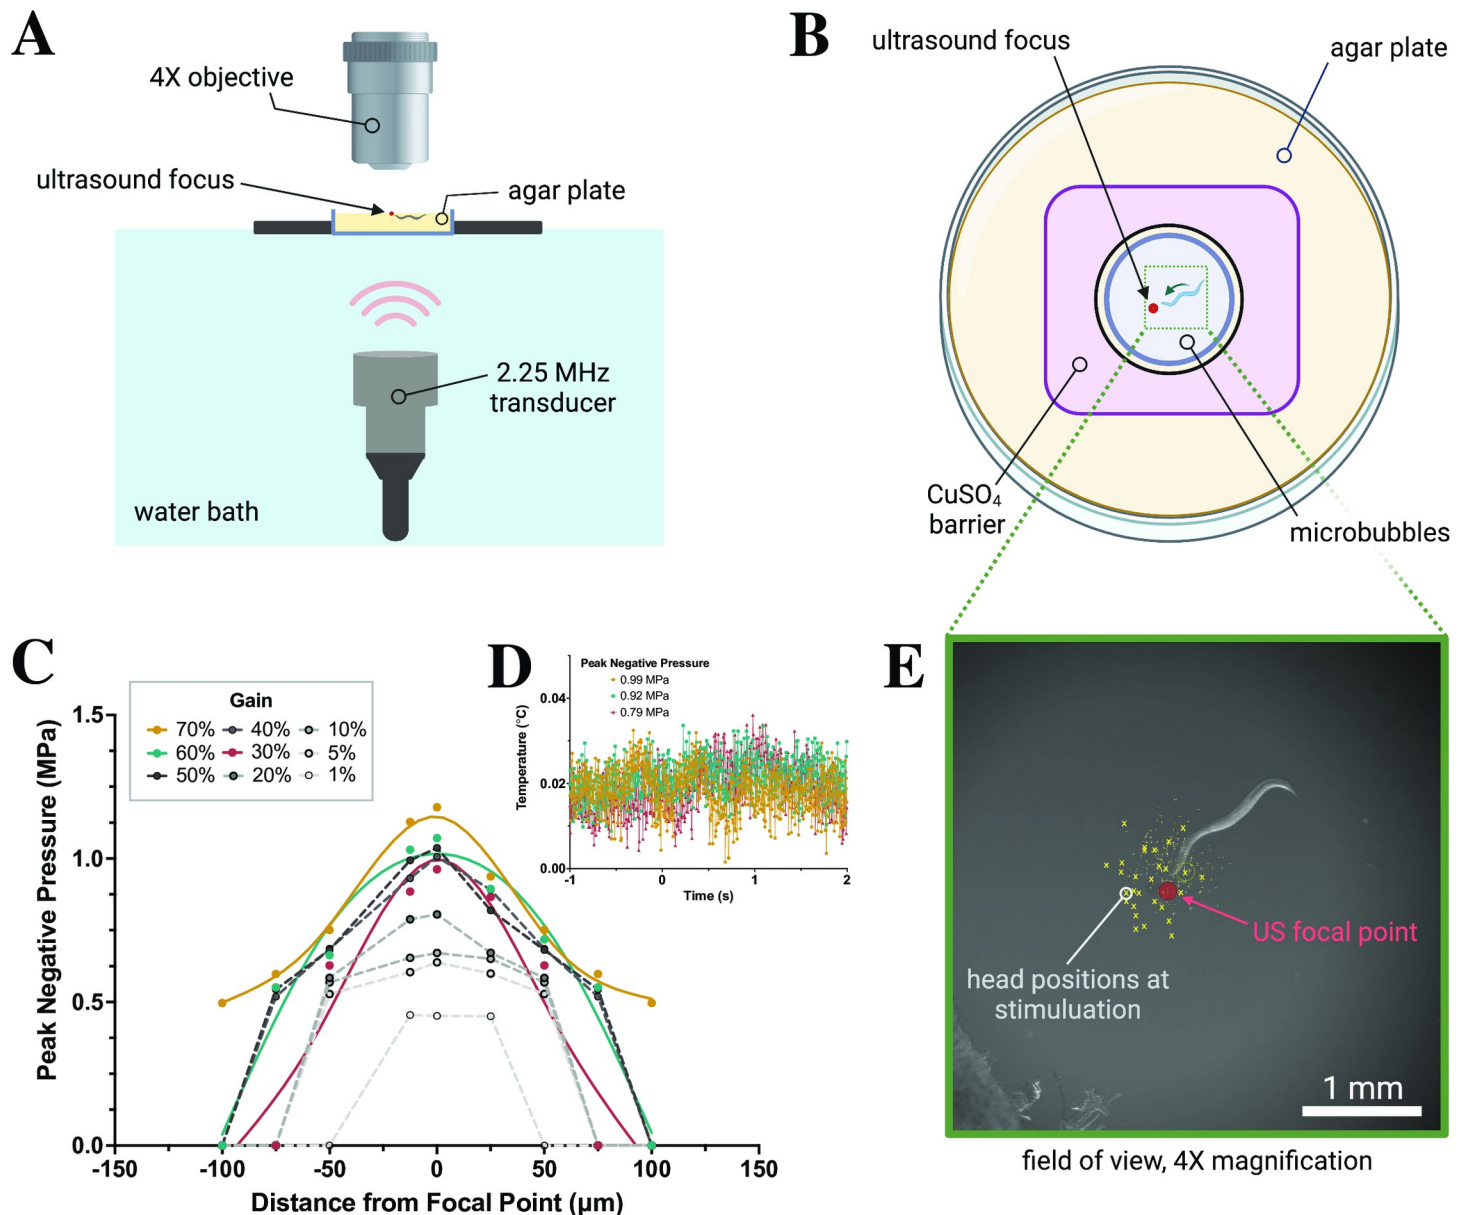 A
4X objective
ultrasound focus
agar plate
2.25 MHz
transducer
water bath
B
ultrasound focus
agar plate
CuSO₄
barrier
microbubbles
C
Gain
70% 40% 10%
60% 30% 5%
50% 20% 1%
Peak Negative Pressure (MPa)
1.5
1.0
0.5
0.0
-150 -100 -50 0 50 100 150
Distance from Focal Point (µm)
D
Peak Negative Pressure
0.99 MPa
0.92 MPa
0.79 MPa
Temperature (°C)
0.04
0.02
0.00
-1 0 1 2
Time (s)
E
US focal point
head positions at
stimuluation
1 mm
field of view, 4X magnification